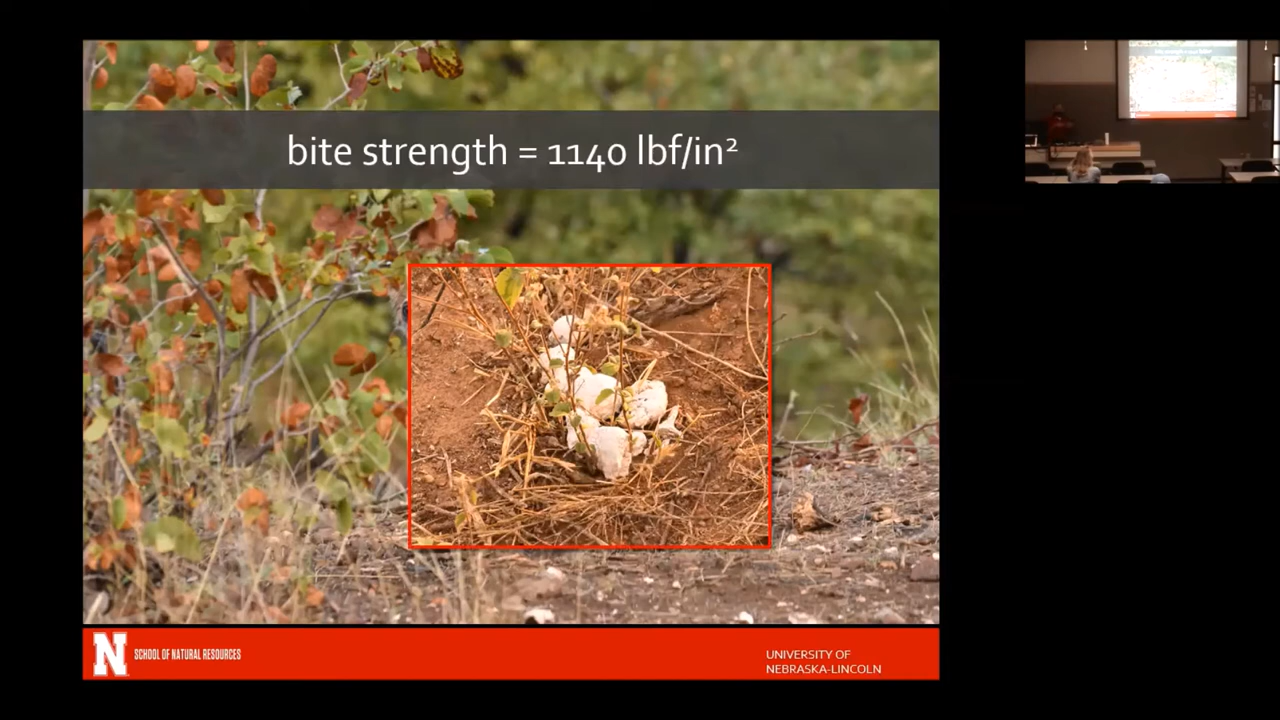 bite strength = 1140 lbf/in²
N SCHOOL OF NATURAL RESOURCES
UNIVERSITY OF
NEBRASKA-LINCOLN